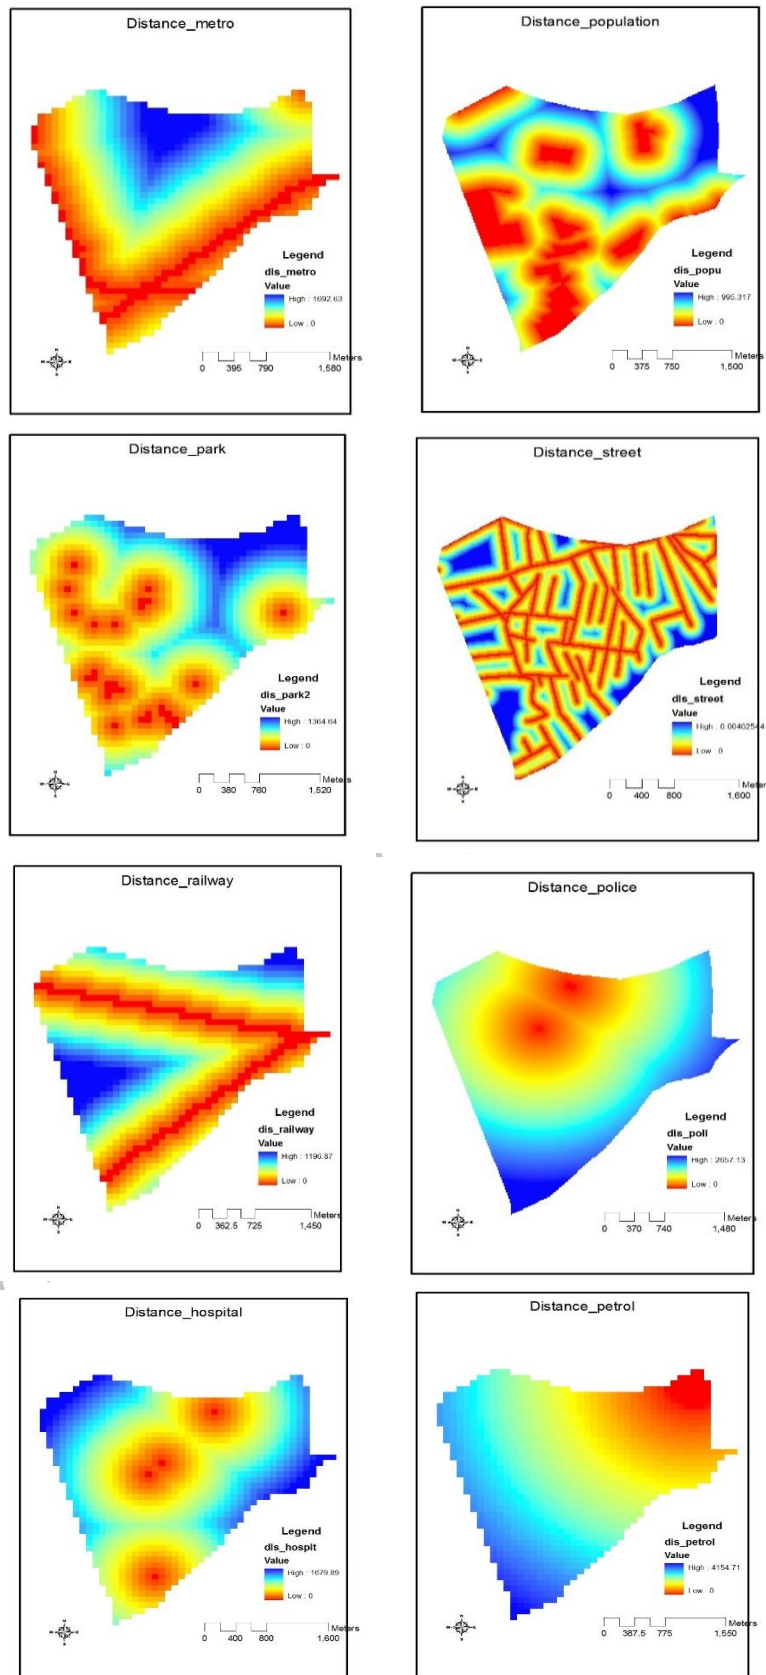 Distance_metro
Legend
dis_metro
Value
High : 1692.63
Low : 0
Meters
0 395 790 1,580
Distance_population
Legend
dis_popu
Value
High : 995.317
Low : 0
Meters
0 375 750 1,500
Distance_park
Legend
dis_park2
Value
High : 1364.64
Low : 0
Meters
0 380 760 1,520
Distance_street
Legend
dis_street
Value
High : 0.00402544
Low : 0
Meter
0 400 800 1,600
Distance_railway
Legend
dis_railway
Value
High : 1196.87
Low : 0
Meters
0 362.5 725 1,450
Distance_police
Legend
dis_poli
Value
High : 2657.13
Low : 0
Meters
0 370 740 1,480
Distance_hospital
Legend
dis_hospit
Value
High : 1679.89
Low : 0
Meters
0 400 800 1,600
Distance_petrol
Legend
dis_petrol
Value
High : 4154.71
Low : 0
Meters
0 387.5 775 1,550